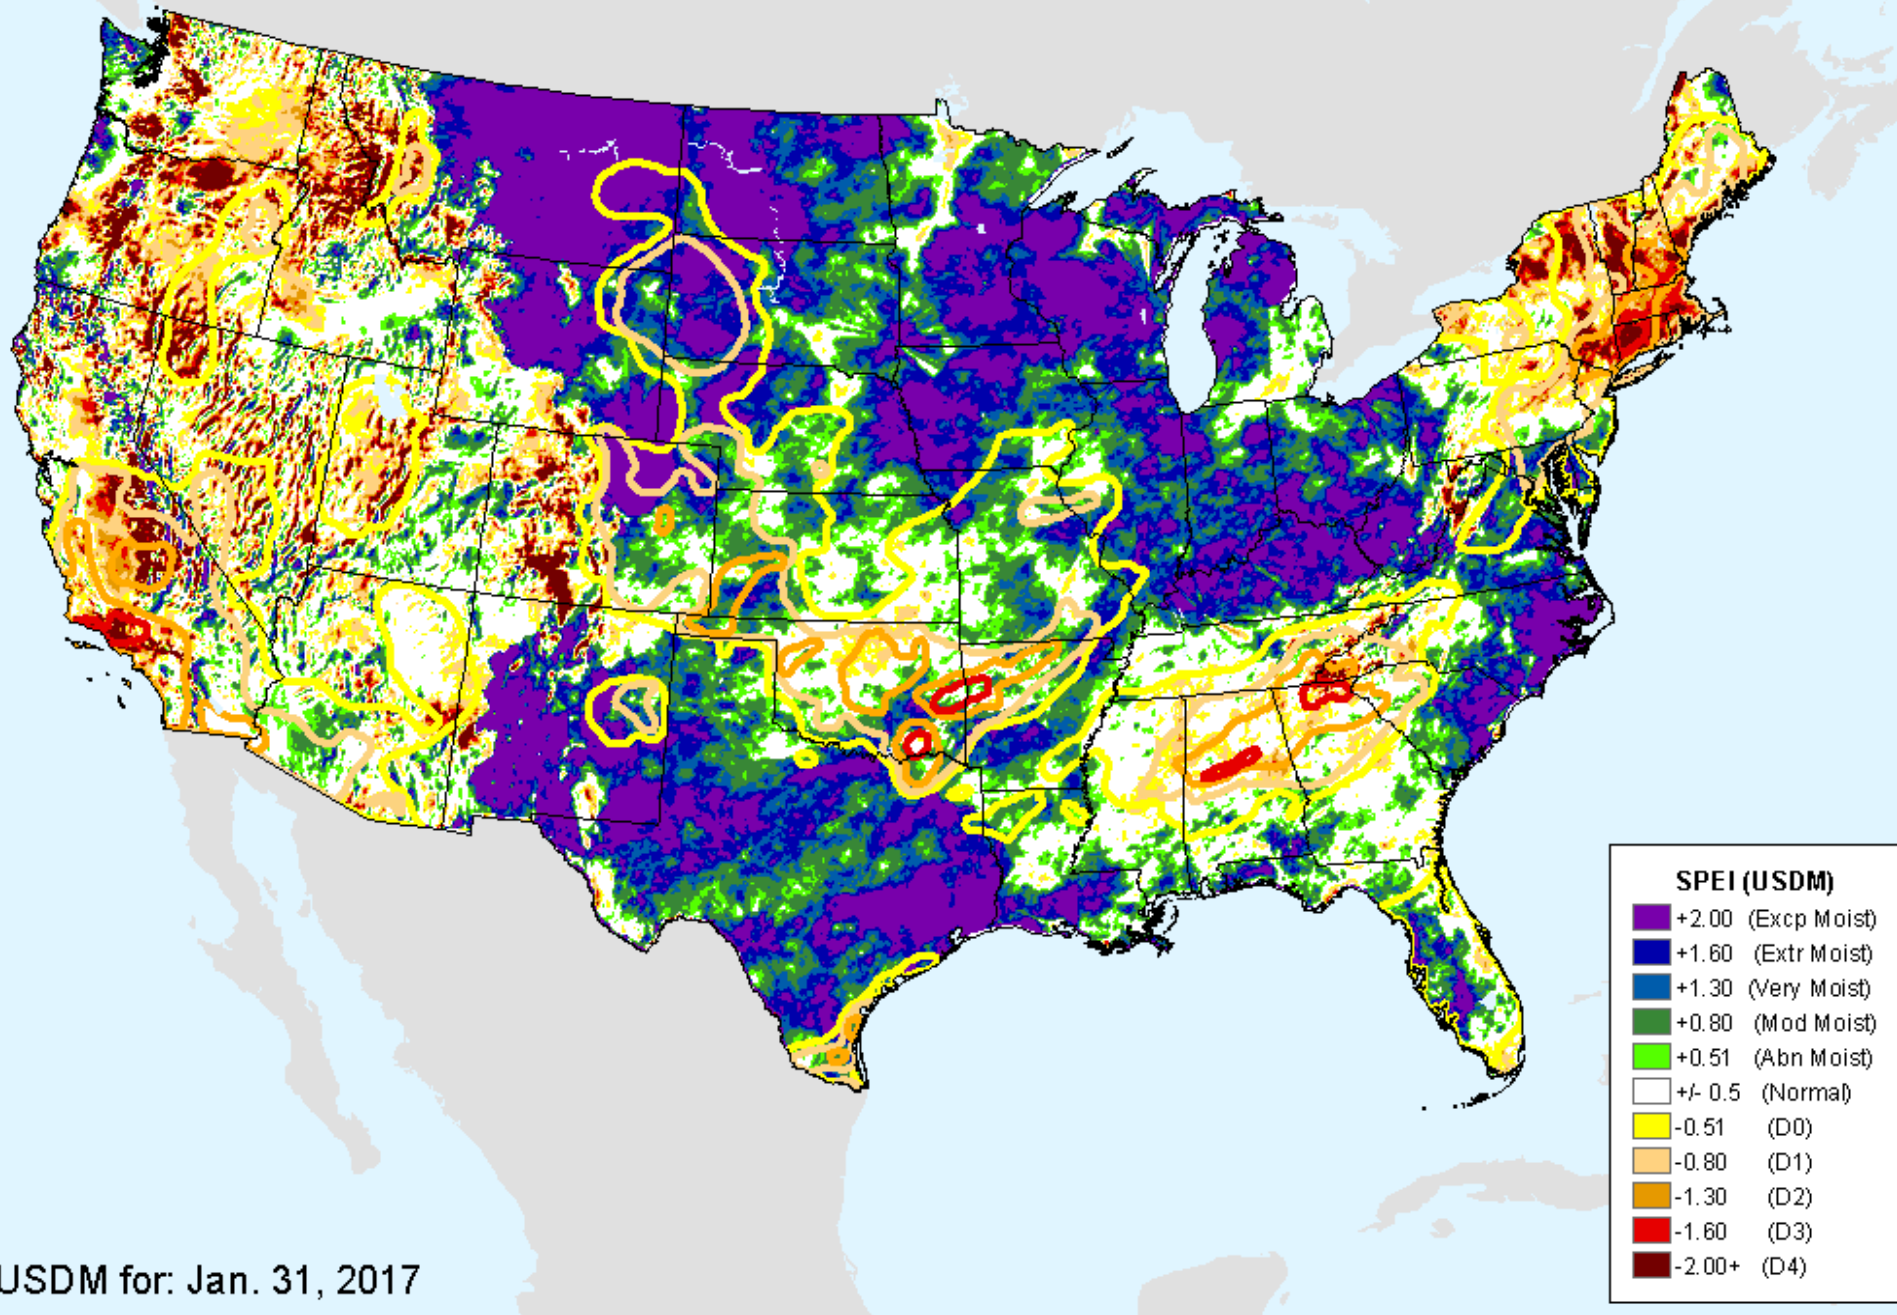 SPEI (USDM)
+2.00 (Excp Moist)
+1.60 (Extr Moist)
+1.30 (Very Moist)
+0.80 (Mod Moist)
+0.51 (Abn Moist)
+/- 0.5 (Normal)
-0.51 (D0)
-0.80 (D1)
-1.30 (D2)
-1.60 (D3)
-2.00+ (D4)
USDM for: Jan. 31, 2017